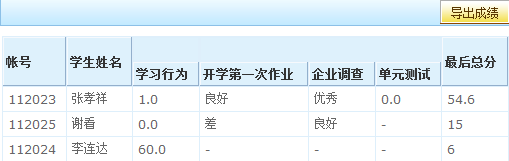 导出成绩
帐号 学生姓名 最后总分
学习行为 开学第一次作业 企业调查 单元测试
112023 张孝祥 1.0 良好 优秀 0.0 54.6
112025 谢看 0.0 差 良好 - 15
112024 李连达 60.0 - - - 6